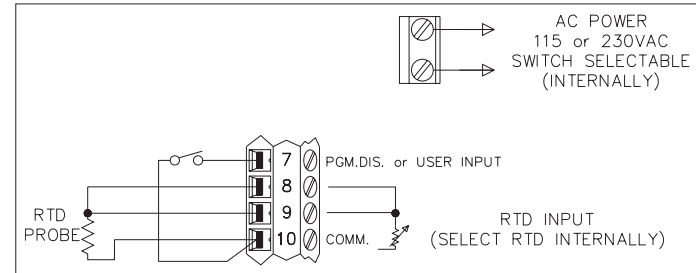 AC POWER
115 or 230VAC
SWITCH SELECTABLE
(INTERNALLY)
7 PGM.DIS. or USER INPUT
8
9
10 COMM.
RTD
PROBE
RTD INPUT
(SELECT RTD INTERNALLY)